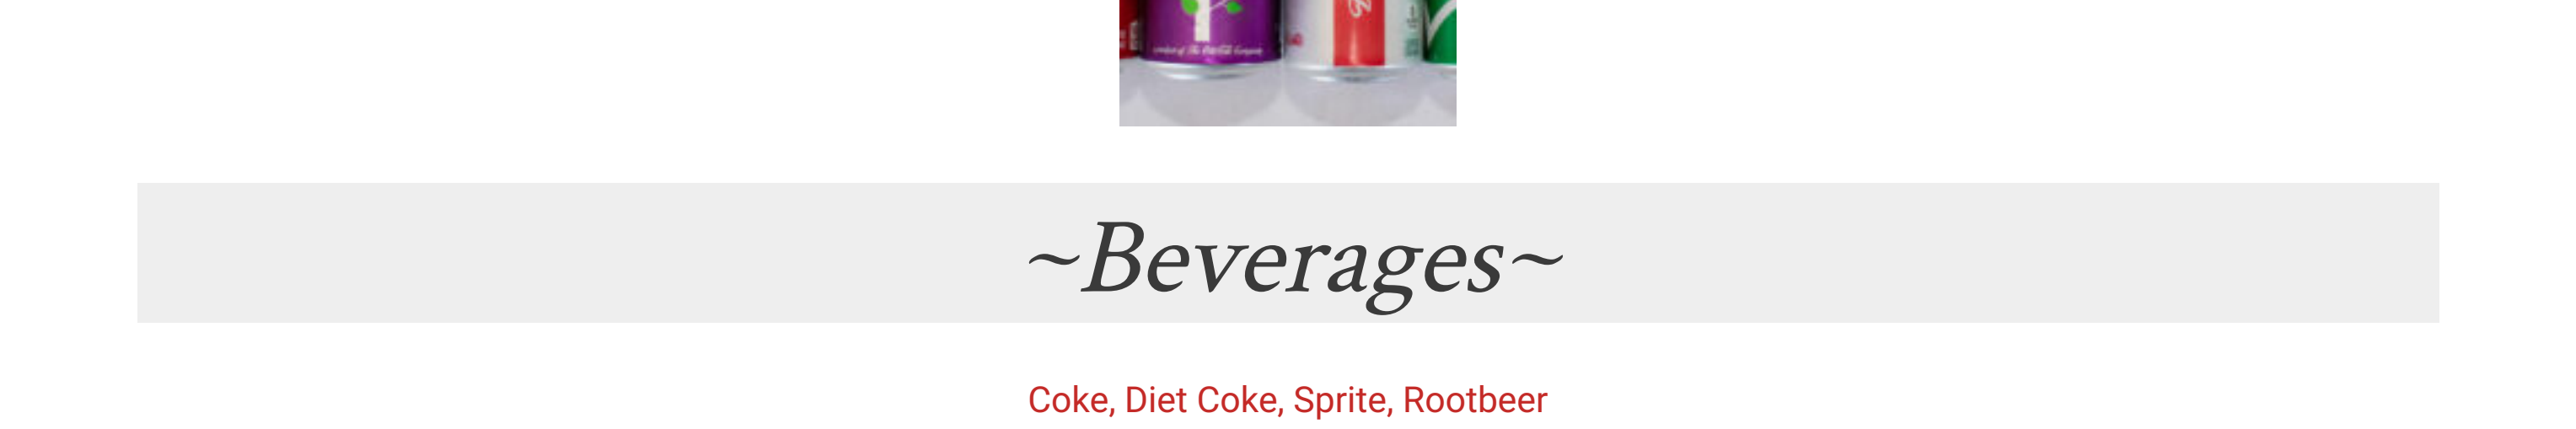 ~Beverages~
Coke, Diet Coke, Sprite, Rootbeer